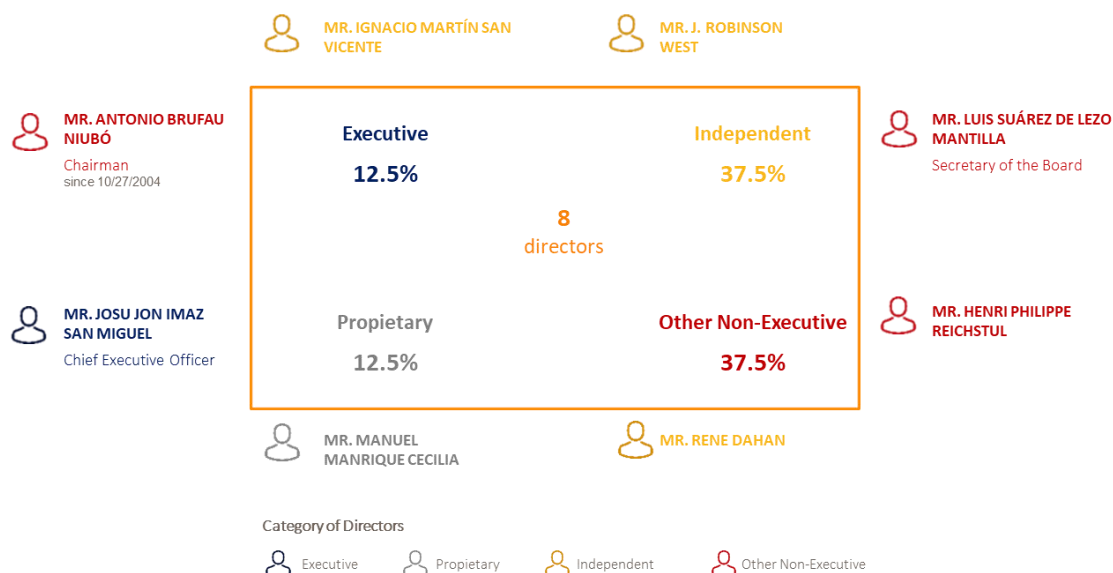 MR. IGNACIO MARTÍN SAN
VICENTE
MR. J. ROBINSON
WEST
MR. ANTONIO BRUFAU
NIUBÓ
Chairman
since 10/27/2004
Executive
12.5%
Independent
37.5%
MR. LUIS SUÁREZ DE LEZO
MANTILLA
Secretary of the Board
8
directors
MR. JOSU JON IMAZ
SAN MIGUEL
Chief Executive Officer
Propietary
12.5%
Other Non-Executive
37.5%
MR. HENRI PHILIPPE
REICHSTUL
MR. MANUEL
MANRIQUE CECILIA
MR. RENE DAHAN
Category of Directors
Executive
Propietary
Independent
Other Non-Executive